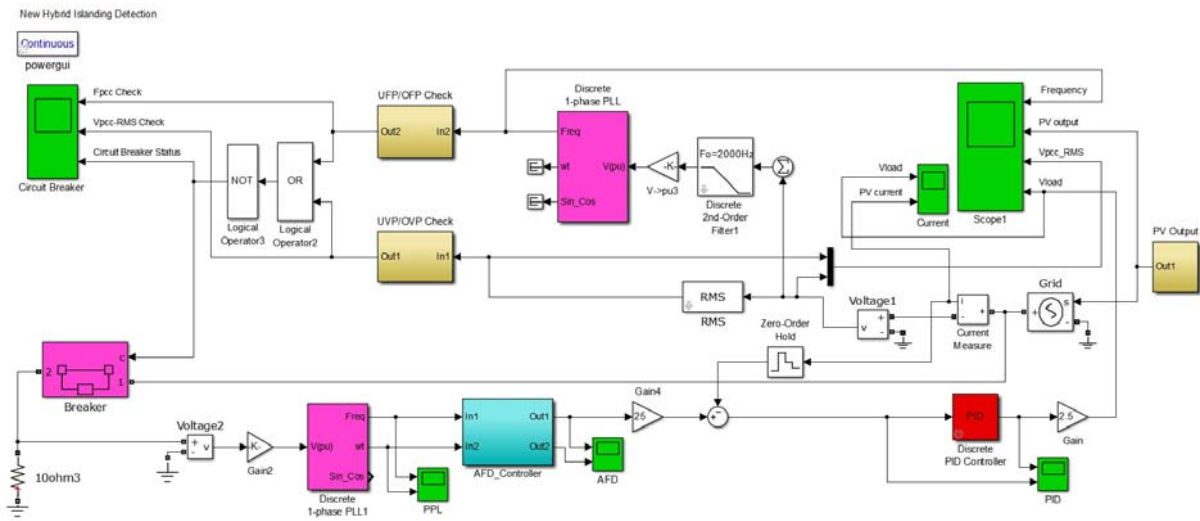 New Hybrid Islanding Detection
Continuous
powergui
Fpcc Check
Vpcc-RMS Check
Circuit Breaker Status
Circuit Breaker
NOT
Logical
Operator3
OR
Logical
Operator2
UFP/OFP Check
Out2
In2
UVP/OVP Check
Out1
In1
Discrete
1-phase PLL
Freq
wt
Sin_Cos
V(pu)
-K-
V->pu3
Fo=2000Hz
Discrete
2nd-Order
Filter1
Σ
Vload
PV current
Current
Frequency
PV output
Vpcc_RMS
Vload
Scope1
PV Output
Out1
RMS
RMS
Voltage1
+
-
v
i
+
-
Current
Measure
Grid
+
s
-
Zero-Order
Hold
Breaker
2
c
1
10ohm3
Voltage2
+
-
v
K-
Gain2
V(pu)
Freq
wt
Sin_Cos
Discrete
1-phase PLL1
PPL
In1
In2
Out1
Out2
AFD_Controller
AFD
Gain4
25
+
-
PID
Discrete
PID Controller
2.5
Gain
PID